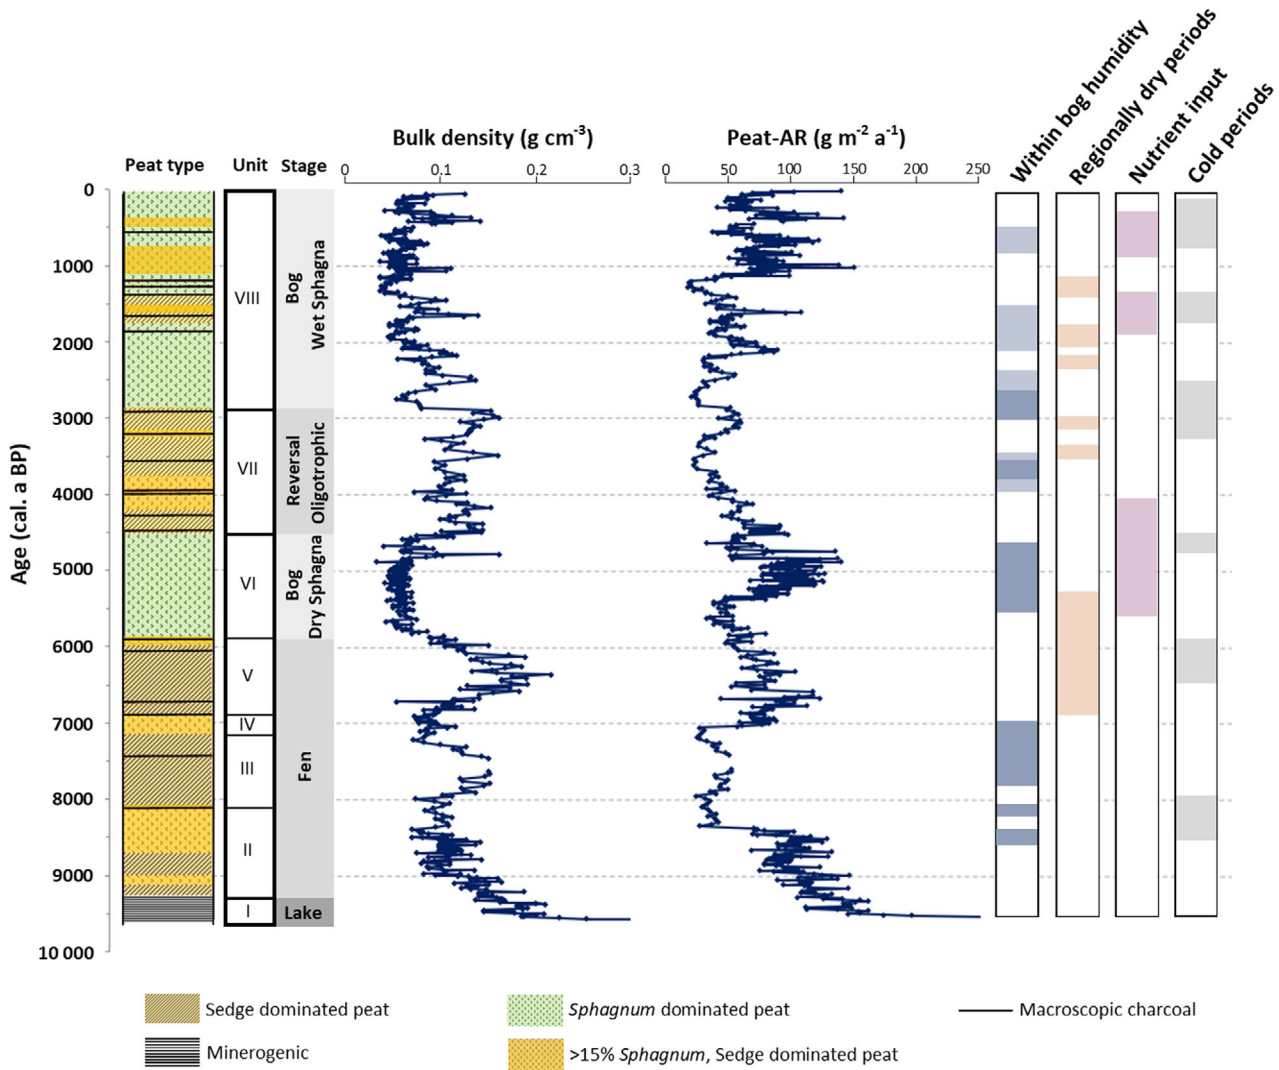 Within bog humidity
Regionally dry periods
Nutrient input
Cold periods
Bulk density (g cm-3)
Peat-AR (g m-2 a-1)
Peat type
Unit
Stage
0
0.1
0.2
0.3
0
50
100
150
200
250
Age (cal. a BP)
0
1000
2000
3000
4000
5000
6000
7000
8000
9000
10 000
VIII
VII
VI
V
IV
III
II
I
Bog
Wet Sphagna
Reversal
Oligotrophic
Bog
Dry Sphagna
Fen
Lake
Sedge dominated peat
Sphagnum dominated peat
Macroscopic charcoal
Minerogenic
>15% Sphagnum, Sedge dominated peat